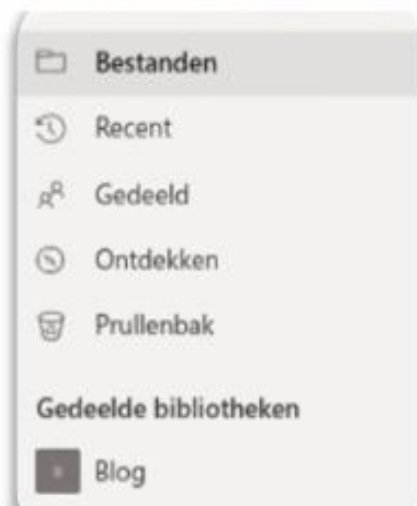 Bestanden
Recent
Gedeeld
Ontdekken
Prullenbak
Gedeelde bibliotheken
Blog